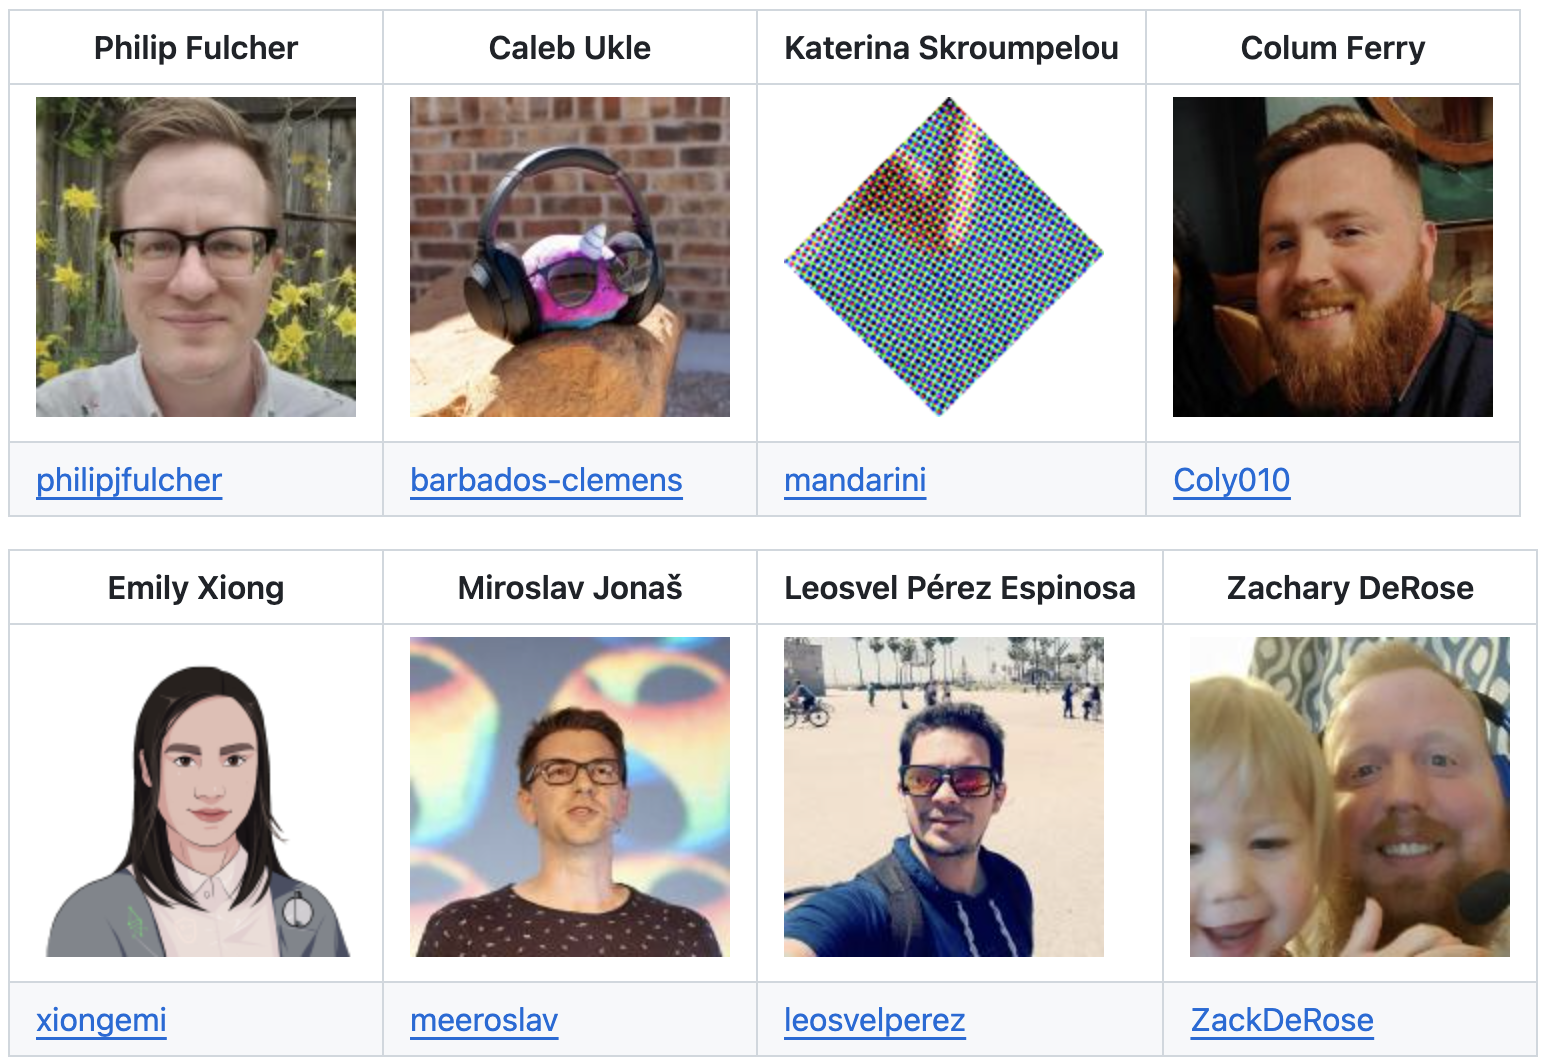 Philip Fulcher Caleb Ukle Katerina Skroumpelou Colum Ferry
philipjfulcher barbados-clemens mandarini Coly010
Emily Xiong Miroslav Jonaš Leosvel Pérez Espinosa Zachary DeRose
xiongemi meeroslav leosvelperez ZackDeRose